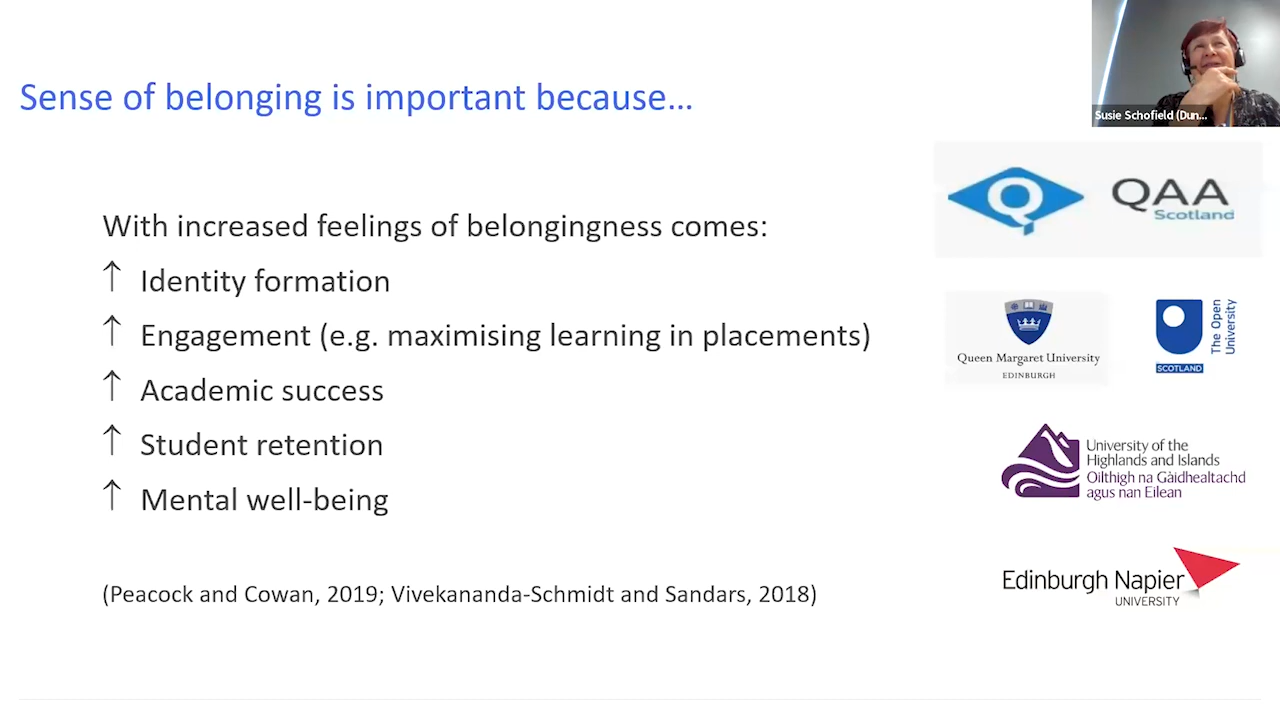 Sense of belonging is important because...
Susie Schofield (Dun...
With increased feelings of belongingness comes:
↑ Identity formation
↑ Engagement (e.g. maximising learning in placements)
↑ Academic success
↑ Student retention
↑ Mental well-being
(Peacock and Cowan, 2019; Vivekananda-Schmidt and Sandars, 2018)
QAA
Scotland
Queen Margaret University
EDINBURGH
The Open
University
SCOTLAND
University of the
Highlands and Islands
Oilthigh na Gàidhealtachd
agus nan Eilean
Edinburgh Napier
UNIVERSITY